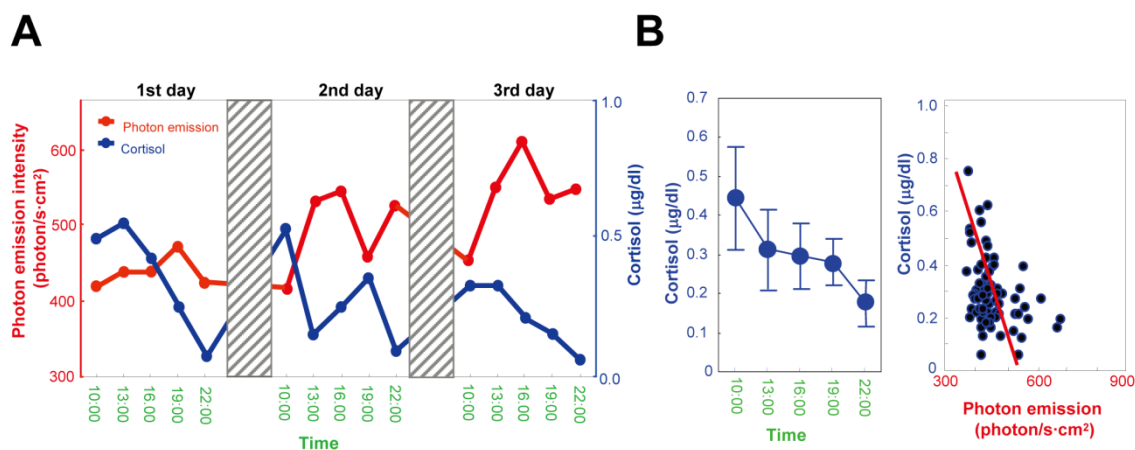 A
1st day
2nd day
3rd day
Photon emission
Cortisol
Photon emission intensity
(photon/s·cm²)
600
500
400
300
1.0
0.5
0.0
Cortisol (μg/dl)
10:00
13:00
16.00
19:00
22:00
10:00
13:00
16.00
19:00
22:00
10:00
13:00
16.00
19:00
22:00
Time
B
Cortisol (μg/dl)
0.7
0.6
0.5
0.4
0.3
0.2
0.1
0
10:00
13:00
16:00
19:00
22:00
Time
Cortisol (μg/dl)
1.0
0.8
0.6
0.4
0.2
0.0
300
600
900
Photon emission
(photon/s·cm²)